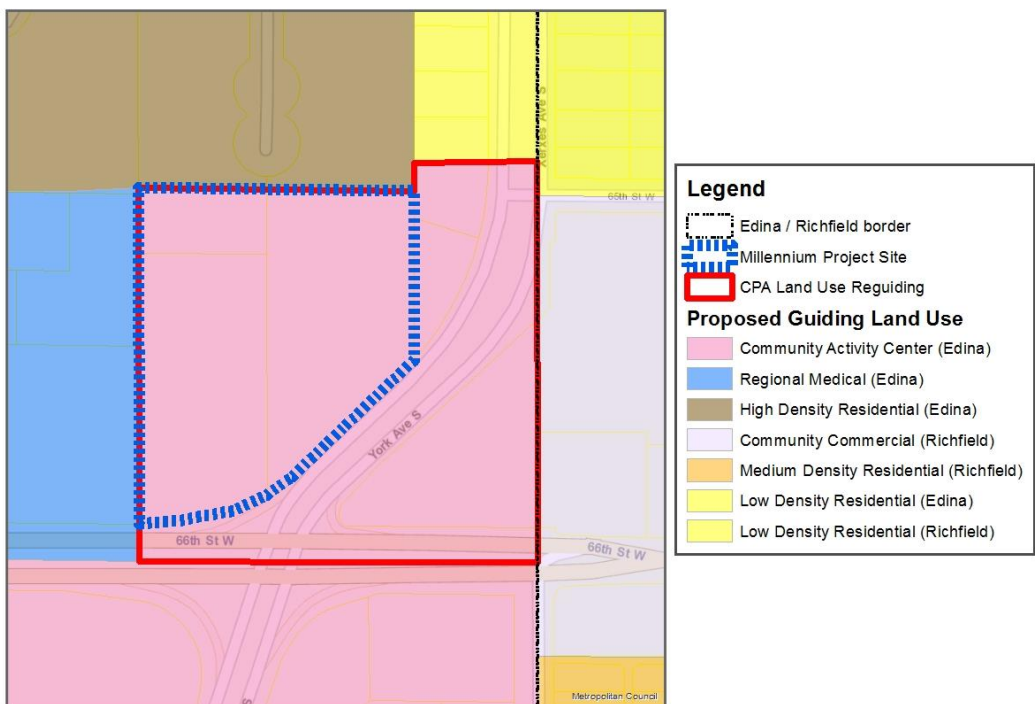 Xerxes Ave S
65th St W
York Ave S
66th St W
66th St W
S
Metropolitan Council
Legend
Edina / Richfield border
Millennium Project Site
CPA Land Use Reguiding
Proposed Guiding Land Use
Community Activity Center (Edina)
Regional Medical (Edina)
High Density Residential (Edina)
Community Commercial (Richfield)
Medium Density Residential (Richfield)
Low Density Residential (Edina)
Low Density Residential (Richfield)